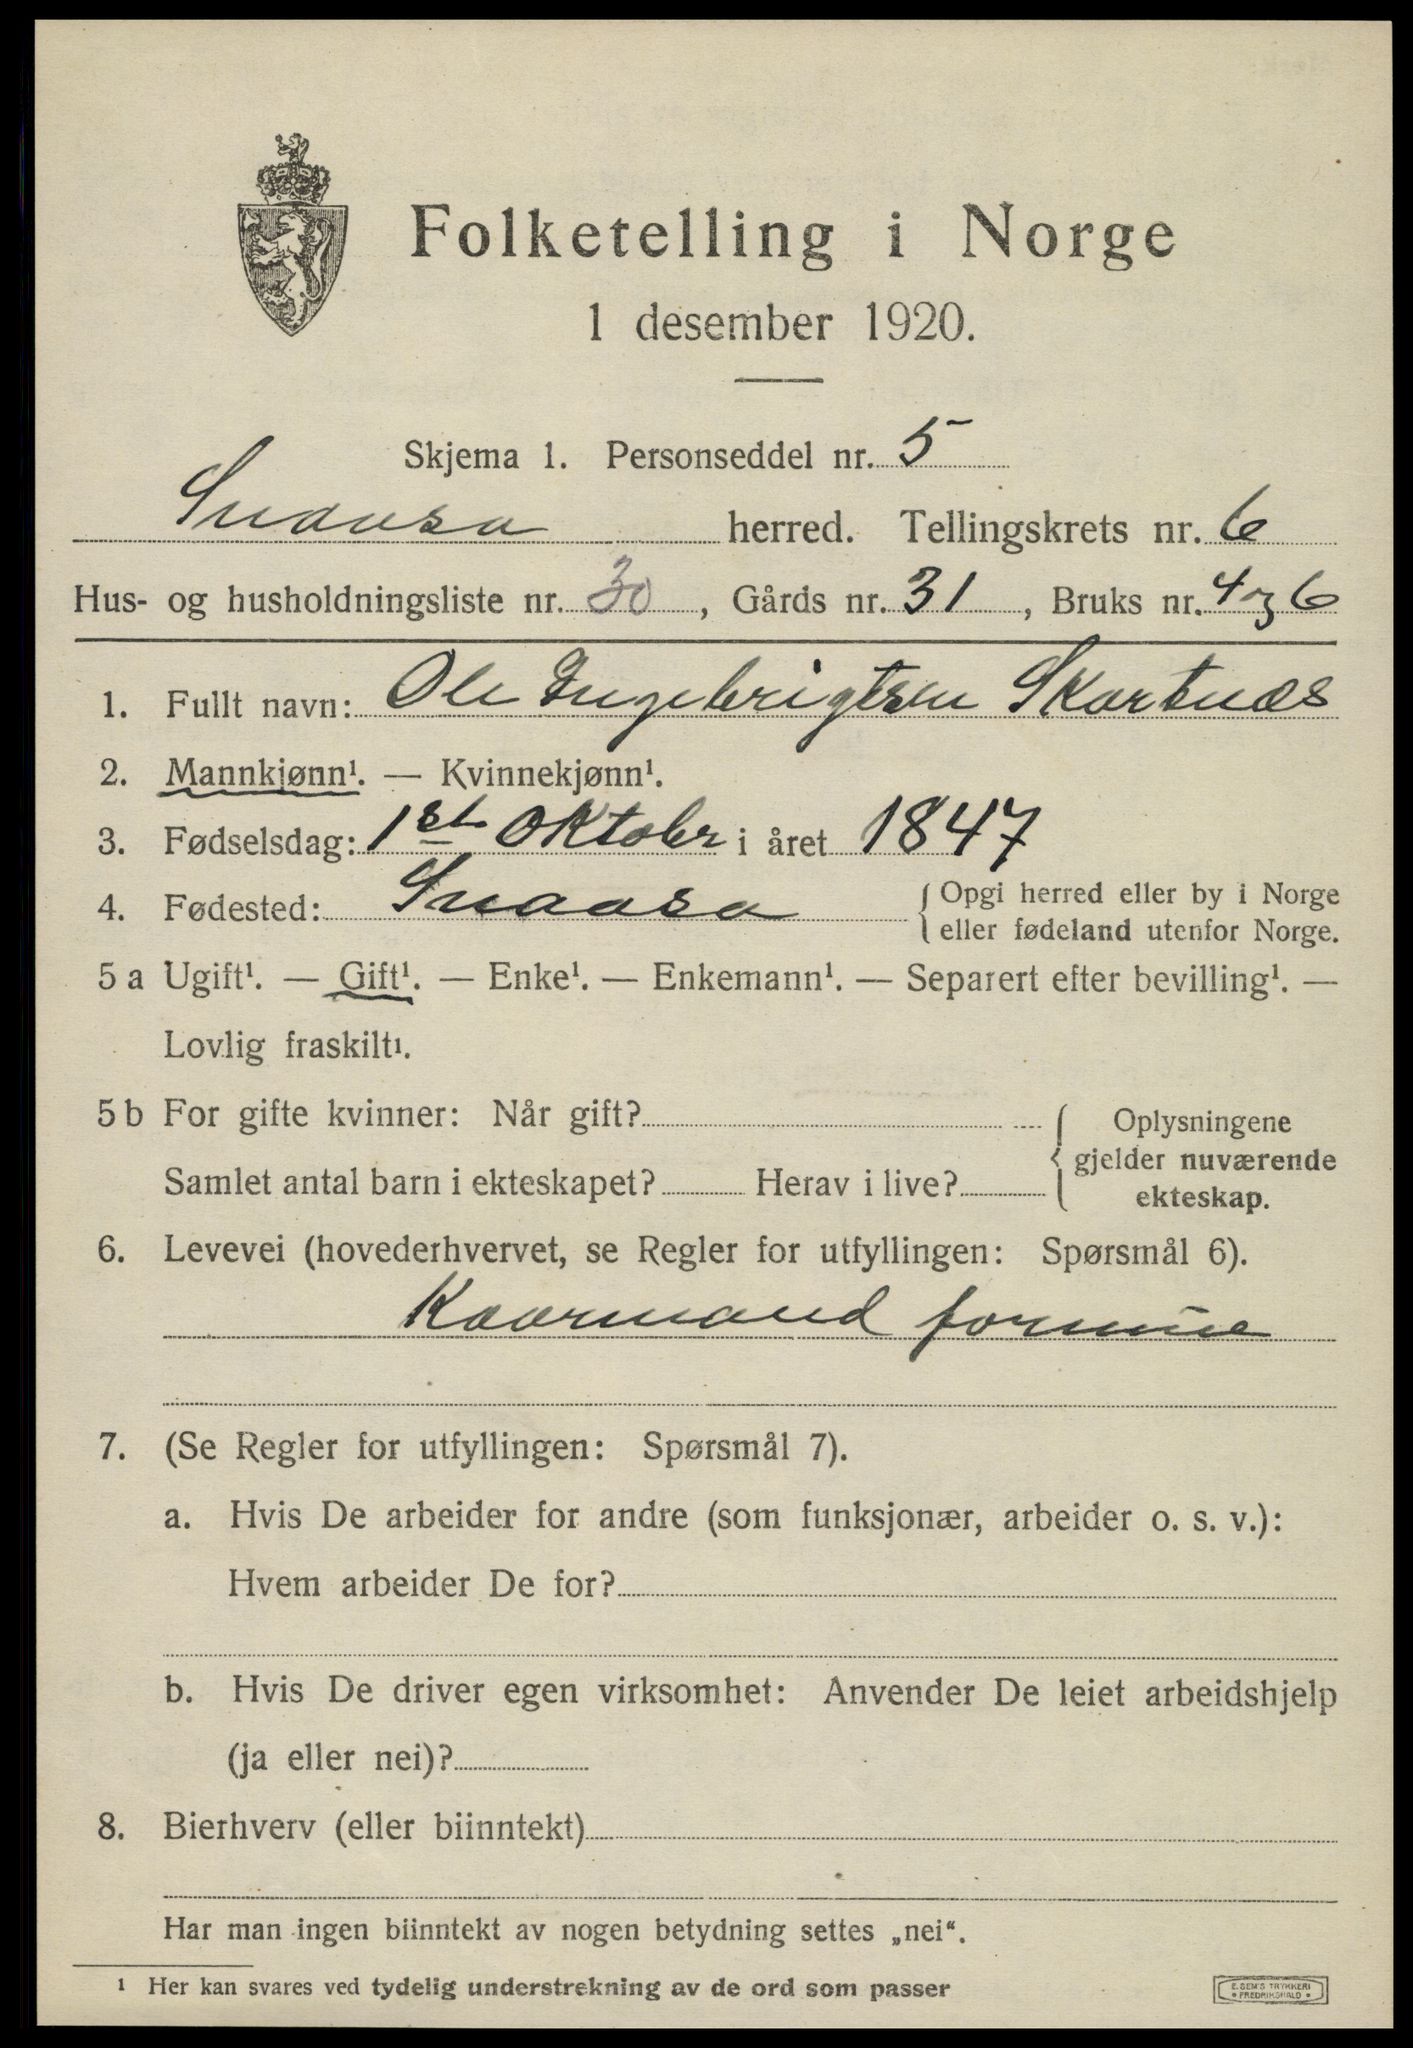 Folketelling i Norge
1 desember 1920.
Skjema 1. Personseddel nr. 5
Snaasa herred. Tellingskrets nr. 6
Hus- og husholdningsliste nr. 30, Gårds nr. 31, Bruks nr. 4 og 6
1. Fullt navn: Ole Ingebrigtsen Skartnæs
2. Mannkjønn¹. — Kvinnekjønn¹.
3. Fødselsdag: 1st Oktober i året 1847
4. Fødested: Snaasa { Opgi herred eller by i Norge
eller fødeland utenfor Norge.
5 a Ugift¹. — Gift¹. — Enke¹. — Enkemann¹. — Separert efter bevilling¹. —
Lovlig fraskilt¹.
5 b For gifte kvinner: Når gift? { Oplysningene
gjelder nuværende
Samlet antal barn i ekteskapet? Herav i live? ekteskap.
6. Levevei (hovederhvervet, se Regler for utfyllingen: Spørsmål 6).
Kaarmand formue
7. (Se Regler for utfyllingen: Spørsmål 7).
a. Hvis De arbeider for andre (som funksjonær, arbeider o. s. v.):
Hvem arbeider De for?
b. Hvis De driver egen virksomhet: Anvender De leiet arbeidshjelp
(ja eller nei)?
8. Bierhverv (eller biinntekt)
Har man ingen biinntekt av nogen betydning settes „nei“.
¹ Her kan svares ved tydelig understrekning av de ord som passer
E. SEM'S TRYKKERI
• FREDRIKSHALD •